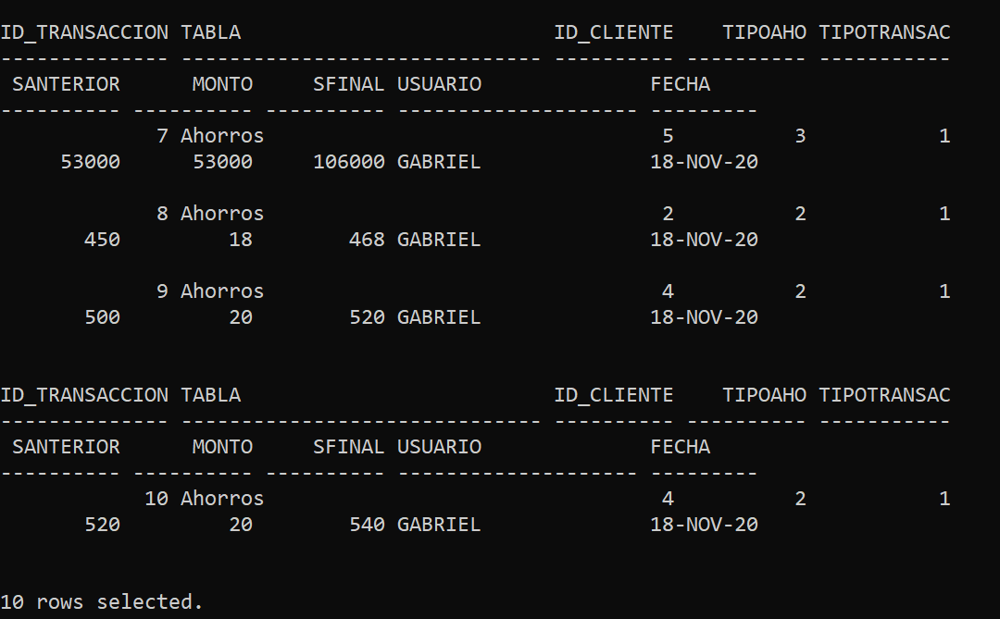 ID_TRANSACCION TABLA                          ID_CLIENTE    TIPOAHO TIPOTRANSAC
-------------- ------------------------------ ---------- ---------- -----------
 SANTERIOR      MONTO     SFINAL USUARIO              FECHA
---------- ---------- ---------- -------------------- ---------
             7 Ahorros                                 5          3           1
     53000      53000     106000 GABRIEL              18-NOV-20

             8 Ahorros                                 2          2           1
       450         18        468 GABRIEL              18-NOV-20

             9 Ahorros                                 4          2           1
       500         20        520 GABRIEL              18-NOV-20


ID_TRANSACCION TABLA                          ID_CLIENTE    TIPOAHO TIPOTRANSAC
-------------- ------------------------------ ---------- ---------- -----------
 SANTERIOR      MONTO     SFINAL USUARIO              FECHA
---------- ---------- ---------- -------------------- ---------
            10 Ahorros                                 4          2           1
       520         20        540 GABRIEL              18-NOV-20


10 rows selected.